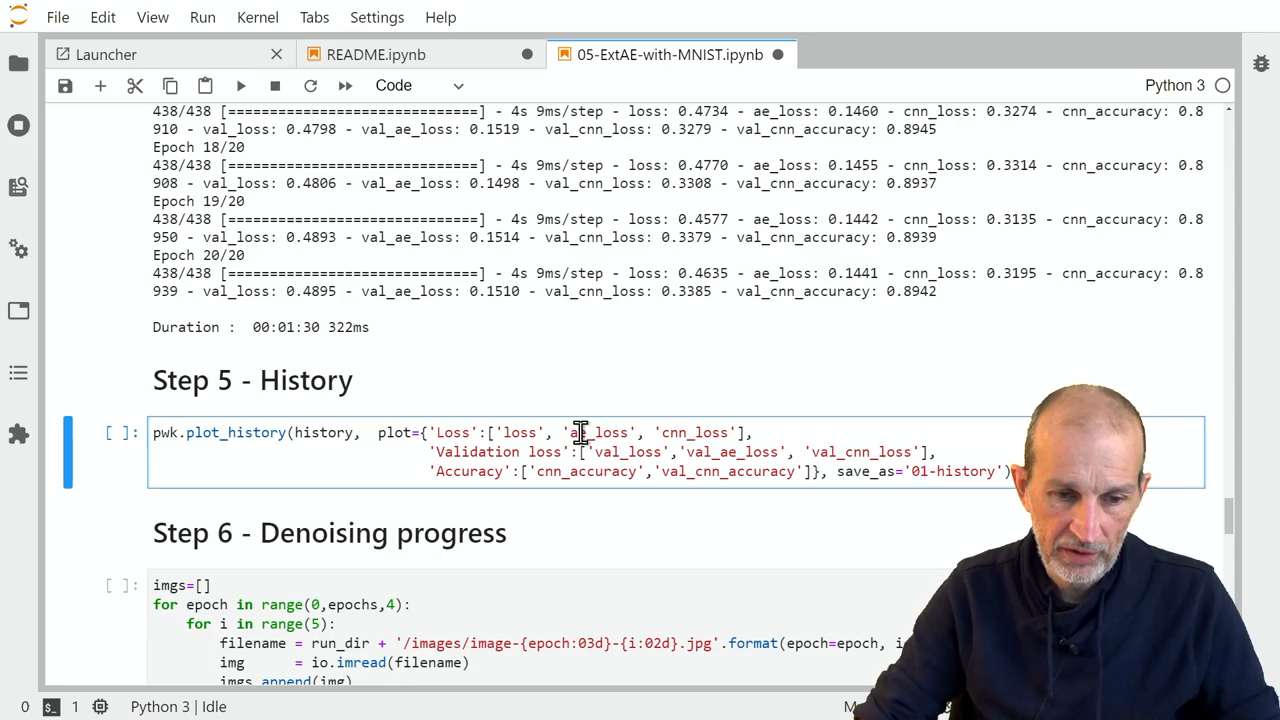 File Edit View Run Kernel Tabs Settings Help
Launcher README.ipynb 05-ExtAE-with-MNIST.ipynb
Code Python 3
438/438 [==============================] - 4s 9ms/step - loss: 0.4734 - ae_loss: 0.1460 - cnn_loss: 0.3274 - cnn_accuracy: 0.8
910 - val_loss: 0.4798 - val_ae_loss: 0.1519 - val_cnn_loss: 0.3279 - val_cnn_accuracy: 0.8945
Epoch 18/20
438/438 [==============================] - 4s 9ms/step - loss: 0.4770 - ae_loss: 0.1455 - cnn_loss: 0.3314 - cnn_accuracy: 0.8
908 - val_loss: 0.4806 - val_ae_loss: 0.1498 - val_cnn_loss: 0.3308 - val_cnn_accuracy: 0.8937
Epoch 19/20
438/438 [==============================] - 4s 9ms/step - loss: 0.4577 - ae_loss: 0.1442 - cnn_loss: 0.3135 - cnn_accuracy: 0.8
950 - val_loss: 0.4893 - val_ae_loss: 0.1514 - val_cnn_loss: 0.3379 - val_cnn_accuracy: 0.8939
Epoch 20/20
438/438 [==============================] - 4s 9ms/step - loss: 0.4635 - ae_loss: 0.1441 - cnn_loss: 0.3195 - cnn_accuracy: 0.8
939 - val_loss: 0.4895 - val_ae_loss: 0.1510 - val_cnn_loss: 0.3385 - val_cnn_accuracy: 0.8942
Duration : 00:01:30 322ms
Step 5 - History
[ ]: pwk.plot_history(history, plot={'Loss':['loss', 'ae_loss', 'cnn_loss'],
'Validation loss':['val_loss','val_ae_loss', 'val_cnn_loss'],
'Accuracy':['cnn_accuracy','val_cnn_accuracy']}, save_as='01-history')
Step 6 - Denoising progress
[ ]: imgs=[]
for epoch in range(0,epochs,4):
for i in range(5):
filename = run_dir + '/images/image-{epoch:03d}-{i:02d}.jpg'.format(epoch=epoch,
img = io.imread(filename)
imgs.append(img)
0 1 Python 3 | Idle